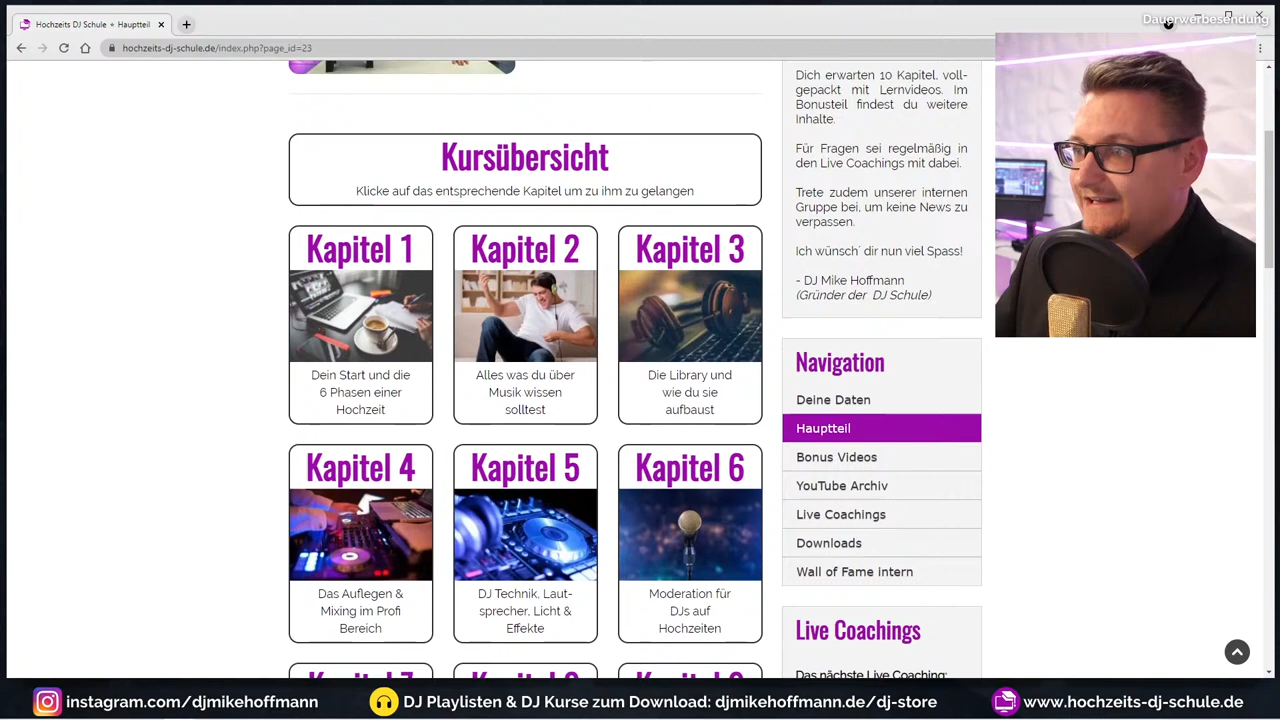 Hochzeits DJ Schule ⋆ Hauptteil
Dauerwerbesendung
hochzeits-dj-schule.de/index.php?page_id=23
Kursübersicht
Klicke auf das entsprechende Kapitel um zu ihm zu gelangen
Kapitel 1
Dein Start und die
6 Phasen einer
Hochzeit
Kapitel 2
Alles was du über
Musik wissen
solltest
Kapitel 3
Die Library und
wie du sie
aufbaust
Kapitel 4
Das Auflegen &
Mixing im Profi
Bereich
Kapitel 5
DJ Technik, Laut-
sprecher, Licht &
Effekte
Kapitel 6
Moderation für
DJs auf
Hochzeiten
Dich erwarten 10 Kapitel, voll-
gepackt mit Lernvideos. Im
Bonusteil findest du weitere
Inhalte.
Für Fragen sei regelmäßig in
den Live Coachings mit dabei.
Trete zudem unserer internen
Gruppe bei, um keine News zu
verpassen.
Ich wünsch´ dir nun viel Spass!
- DJ Mike Hoffmann
(Gründer der DJ Schule)
Navigation
Deine Daten
Hauptteil
Bonus Videos
YouTube Archiv
Live Coachings
Downloads
Wall of Fame intern
Live Coachings
Das nächste Live Coaching:
instagram.com/djmikehoffmann
DJ Playlisten & DJ Kurse zum Download: djmikehoffmann.de/dj-store
www.hochzeits-dj-schule.de